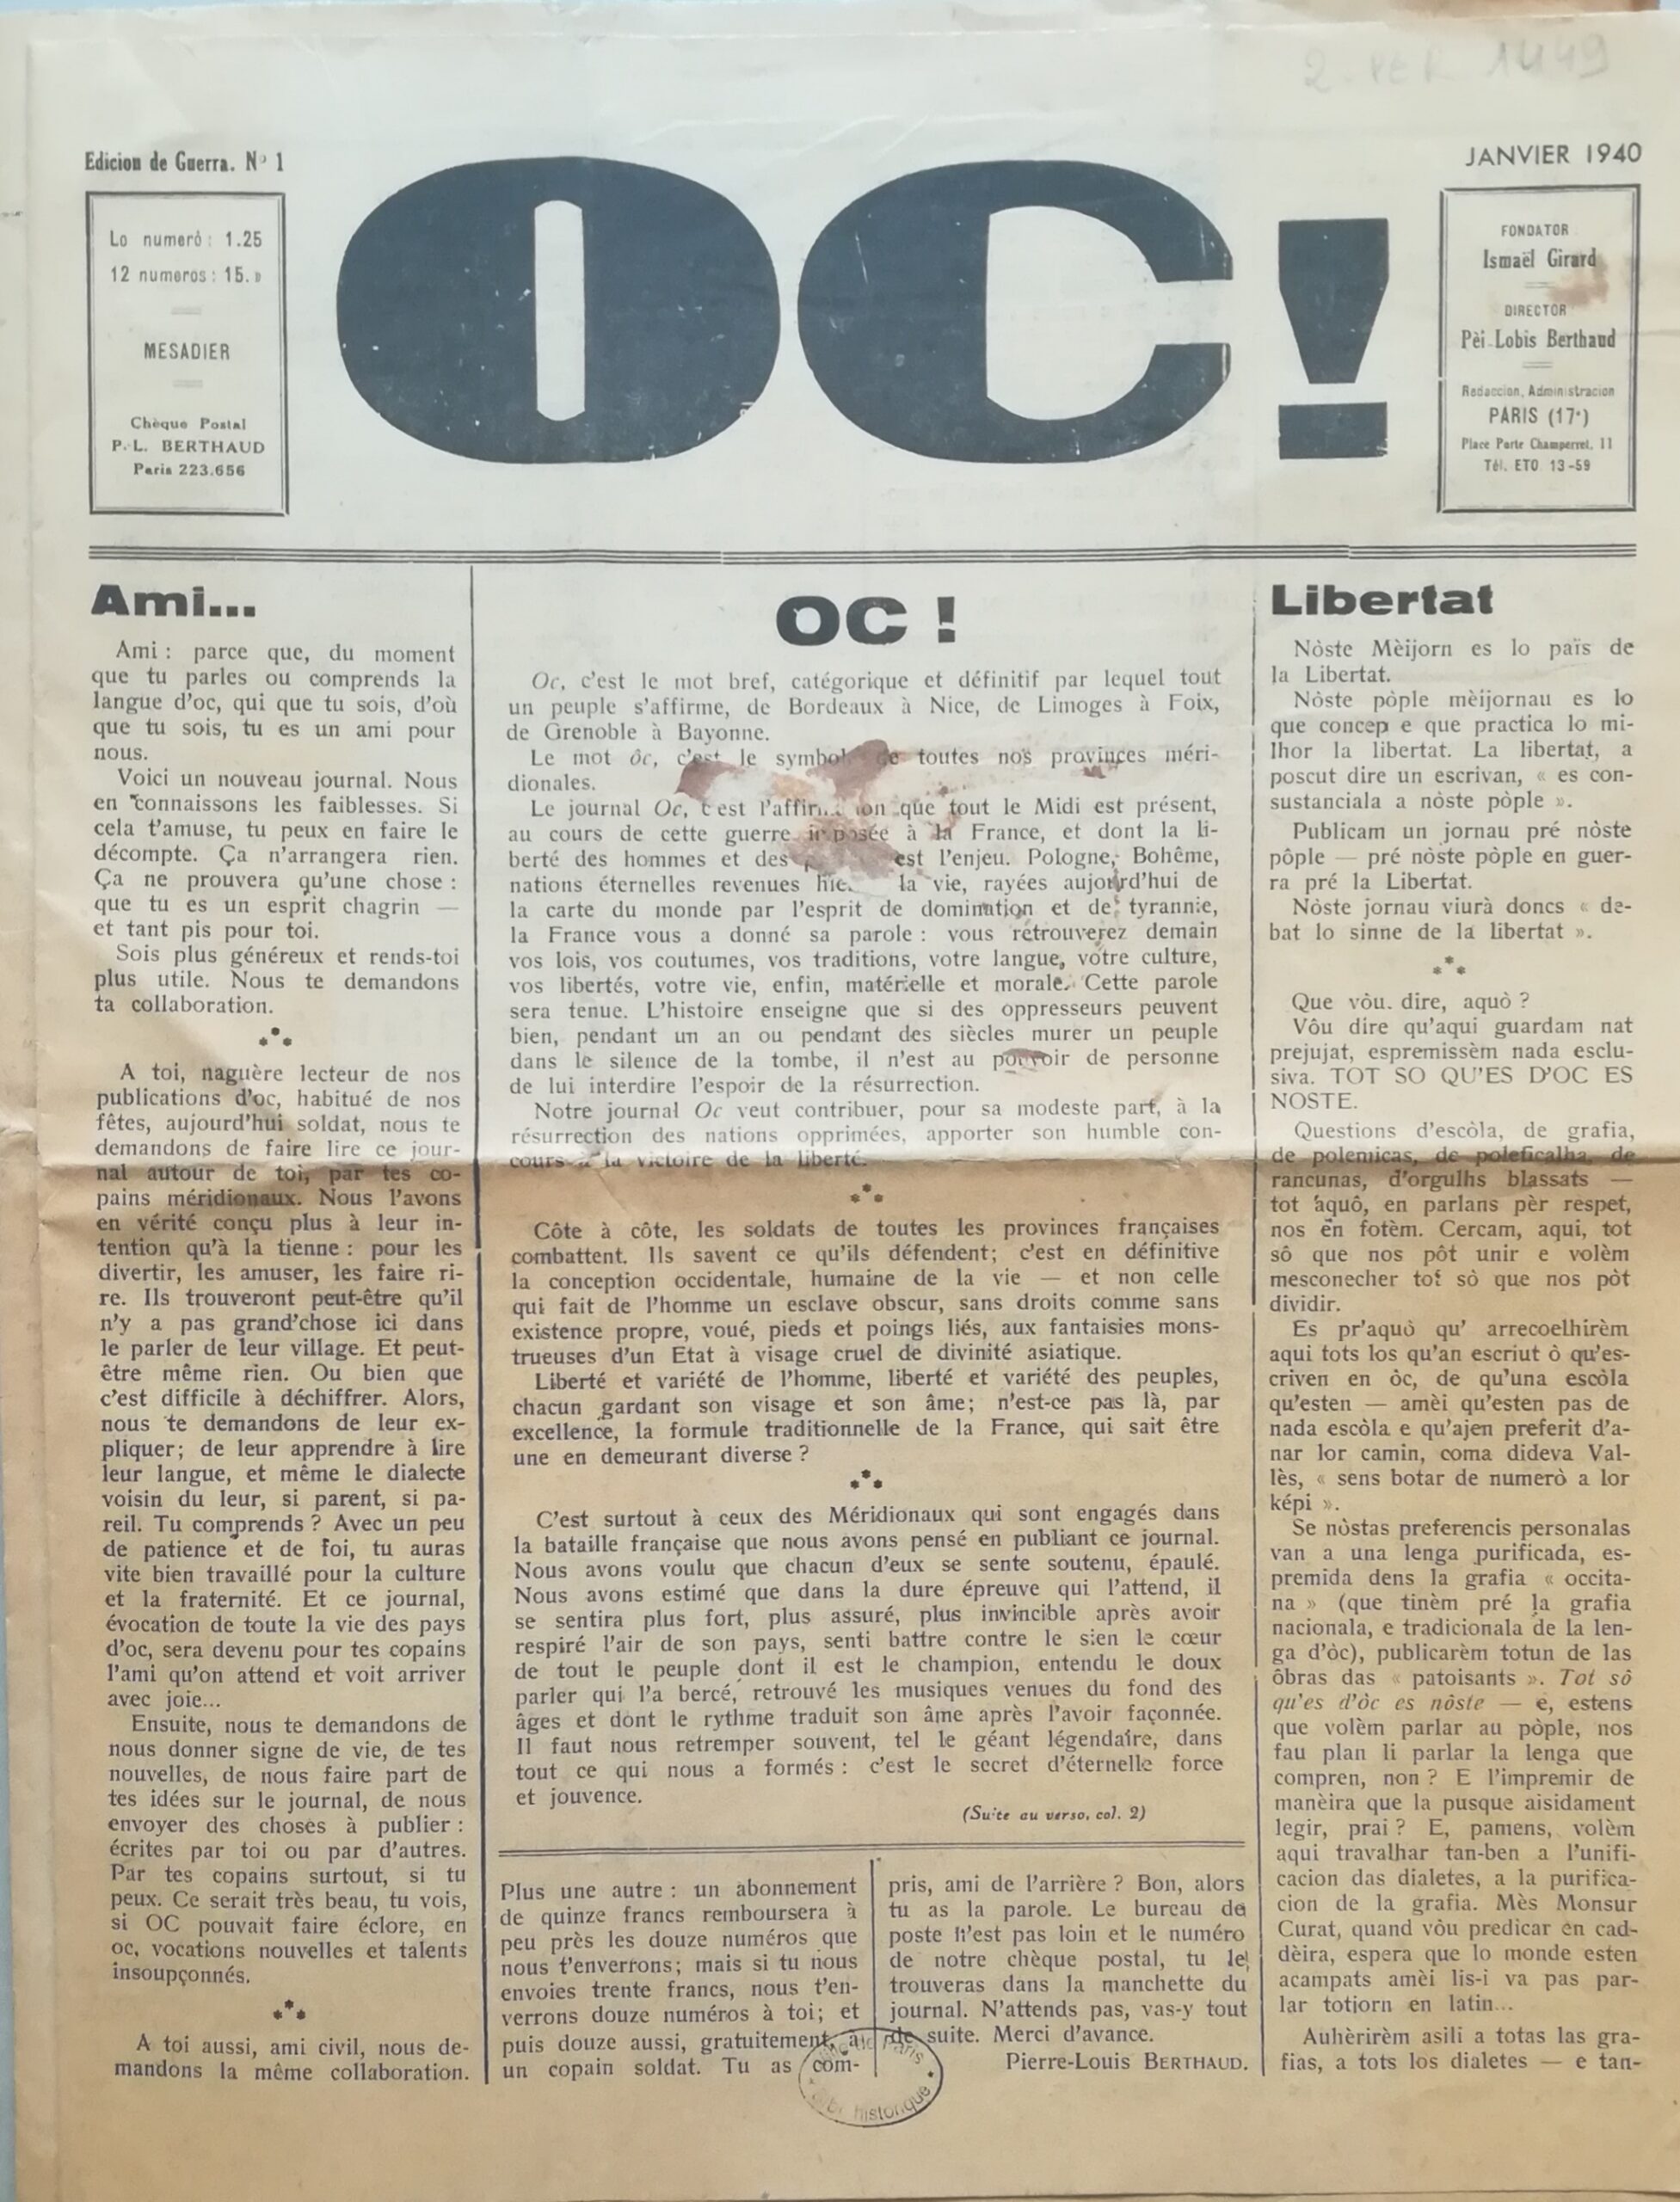 Edicion de Guerra. Nº 1
JANVIER 1940
Lo numerò : 1.25
12 numeros : 15. »
MESADIER
Chèque Postal
P.-L. BERTHAUD
Paris 223.656
OC!
FONDATOR
Ismaël Girard
DIRECTOR
Pèi-Lobis Berthaud
Redaccion, Administracion
PARIS (17e)
Place Porte Champerret, 11
Tél. ETO 13-59
Ami...
Ami : parce que, du moment
que tu parles ou comprends la
langue d'oc, qui que tu sois, d'où
que tu sois, tu es un ami pour
nous.
Voici un nouveau journal. Nous
en connaissons les faiblesses. Si
cela t'amuse, tu peux en faire le
décompte. Ça n'arrangera rien.
Ça ne prouvera qu'une chose :
que tu es un esprit chagrin —
et tant pis pour toi.
Sois plus généreux et rends-toi
plus utile. Nous te demandons
ta collaboration.
A toi, naguère lecteur de nos
publications d'oc, habitué de nos
fêtes, aujourd'hui soldat, nous te
demandons de faire lire ce jour-
nal autour de toi, par tes co-
pains méridionaux. Nous l'avons
en vérité conçu plus à leur in-
tention qu'à la tienne : pour les
divertir, les amuser, les faire ri-
re. Ils trouveront peut-être qu'il
n'y a pas grand'chose ici dans
le parler de leur village. Et peut-
être même rien. Ou bien que
c'est difficile à déchiffrer. Alors,
nous te demandons de leur ex-
pliquer ; de leur apprendre à lire
leur langue, et même le dialecte
voisin du leur, si parent, si pa-
reil. Tu comprends ? Avec un peu
de patience et de foi, tu auras
vite bien travaillé pour la culture
et la fraternité. Et ce journal,
évocation de toute la vie des pays
d'oc, sera devenu pour tes copains
l'ami qu'on attend et voit arriver
avec joie...
Ensuite, nous te demandons de
nous donner signe de vie, de tes
nouvelles, de nous faire part de
tes idées sur le journal, de nous
envoyer des choses à publier :
écrites par toi ou par d'autres.
Par tes copains surtout, si tu
peux. Ce serait très beau, tu vois,
si OC pouvait faire éclore, en
oc, vocations nouvelles et talents
insoupçonnés.
A toi aussi, ami civil, nous de-
mandons la même collaboration.
OC !
Oc, c'est le mot bref, catégorique et définitif par lequel tout
un peuple s'affirme, de Bordeaux à Nice, de Limoges à Foix,
de Grenoble à Bayonne.
Le mot ôc, c'est le symbole de toutes nos provinces méri-
dionales.
Le journal Oc, c'est l'affirmation que tout le Midi est présent,
au cours de cette guerre imposée à la France, et dont la li-
berté des hommes et des est l'enjeu. Pologne, Bohême,
nations éternelles revenues la vie, rayées aujourd'hui de
la carte du monde par l'esprit de domination et de tyrannie,
la France vous a donné sa parole : vous retrouverez demain
vos lois, vos coutumes, vos traditions, votre langue, votre culture,
vos libertés, votre vie, enfin, matérielle et morale. Cette parole
sera tenue. L'histoire enseigne que si des oppresseurs peuvent
bien, pendant un an ou pendant des siècles murer un peuple
dans le silence de la tombe, il n'est au pouvoir de personne
de lui interdire l'espoir de la résurrection.
Notre journal Oc veut contribuer, pour sa modeste part, à la
résurrection des nations opprimées, apporter son humble con-
cours à la victoire de la liberté.
Côte à côte, les soldats de toutes les provinces françaises
combattent. Ils savent ce qu'ils défendent ; c'est en définitive
la conception occidentale, humaine de la vie — et non celle
qui fait de l'homme un esclave obscur, sans droits comme sans
existence propre, voué, pieds et poings liés, aux fantaisies mons-
trueuses d'un Etat à visage cruel de divinité asiatique.
Liberté et variété de l'homme, liberté et variété des peuples,
chacun gardant son visage et son âme ; n'est-ce pas là, par
excellence, la formule traditionnelle de la France, qui sait être
une en demeurant diverse ?
C'est surtout à ceux des Méridionaux qui sont engagés dans
la bataille française que nous avons pensé en publiant ce journal.
Nous avons voulu que chacun d'eux se sente soutenu, épaulé.
Nous avons estimé que dans la dure épreuve qui l'attend, il
se sentira plus fort, plus assuré, plus invincible après avoir
respiré l'air de son pays, senti battre contre le sien le cœur
de tout le peuple dont il est le champion, entendu le doux
parler qui l'a bercé, retrouvé les musiques venues du fond des
âges et dont le rythme traduit son âme après l'avoir façonnée.
Il faut nous retremper souvent, tel le géant légendaire, dans
tout ce qui nous a formés : c'est le secret d'éternelle force
et jouvence.
(Suite au verso, col. 2)
Plus une autre : un abonnement
de quinze francs remboursera à
peu près les douze numéros que
nous t'enverrons ; mais si tu nous
envoies trente francs, nous t'en-
verrons douze numéros à toi ; et
puis douze aussi, gratuitement, à
un copain soldat. Tu as com-
pris, ami de l'arrière ? Bon, alors
tu as la parole. Le bureau de
poste n'est pas loin et le numéro
de notre chèque postal, tu le
trouveras dans la manchette du
journal. N'attends pas, vas-y tout
de suite. Merci d'avance.
Pierre-Louis BERTHAUD.
Libertat
Nòste Mèijorn es lo païs de
la Libertat.
Nòste pòple mèijornau es lo
que concep e que practica lo mi-
lhor la libertat. La libertat, a
poscut dire un escrivan, « es con-
sustanciala a nòste pòple ».
Publicam un jornau pré nòste
pôple — pré nòste pòple en guer-
ra pré la Libertat.
Nòste jornau viurà doncs « de-
bat lo sinne de la libertat ».
Que vòu. dire, aquò ?
Vôu dire qu'aqui guardam nat
prejujat, espremissèm nada esclu-
siva. TOT SO QU'ES D'OC ES
NOSTE.
Questions d'escòla, de grafia,
de polemicas, de poleficalha, de
rancunas, d'orgulhs blassats —
tot aquô, en parlans pèr respet,
nos en fotèm. Cercam, aqui, tot
sô que nos pôt unir e volèm
mesconecher tot sò que nos pòt
dividir.
Es pr'aquò qu' arrecoelhirèm
aqui tots los qu'an escriut ò qu'es-
criven en òc, de qu'una escòla
qu'esten — amèi qu'esten pas de
nada escòla e qu'ajen preferit d'a-
nar lor camin, coma dideva Val-
lès, « sens botar de numerò a lor
képi ».
Se nòstas preferencis personalas
van a una lenga purificada, es-
premida dens la grafia « occita-
na » (que tinèm pré la grafia
nacionala, e tradicionala de la len-
ga d'òc), publicarèm totun de las
ôbras das « patoisants ». Tot sô
qu'es d'òc es nòste — e, estens
que volèm parlar au pòple, nos
fau plan li parlar la lenga que
compren, non ? E l'impremir de
manèira que la pusque aisidament
legir, prai ? E, pamens, volèm
aqui travalhar tan-ben a l'unifi-
cacion das dialetes, a la purifica-
cion de la grafia. Mès Monsur
Curat, quand vòu predicar en cad-
dèira, espera que lo monde esten
acampats amèi lis-i va pas par-
lar totjorn en latin...
Auhèrirèm asili a totas las gra-
fias, a tots los dialetes — e tan-
historique